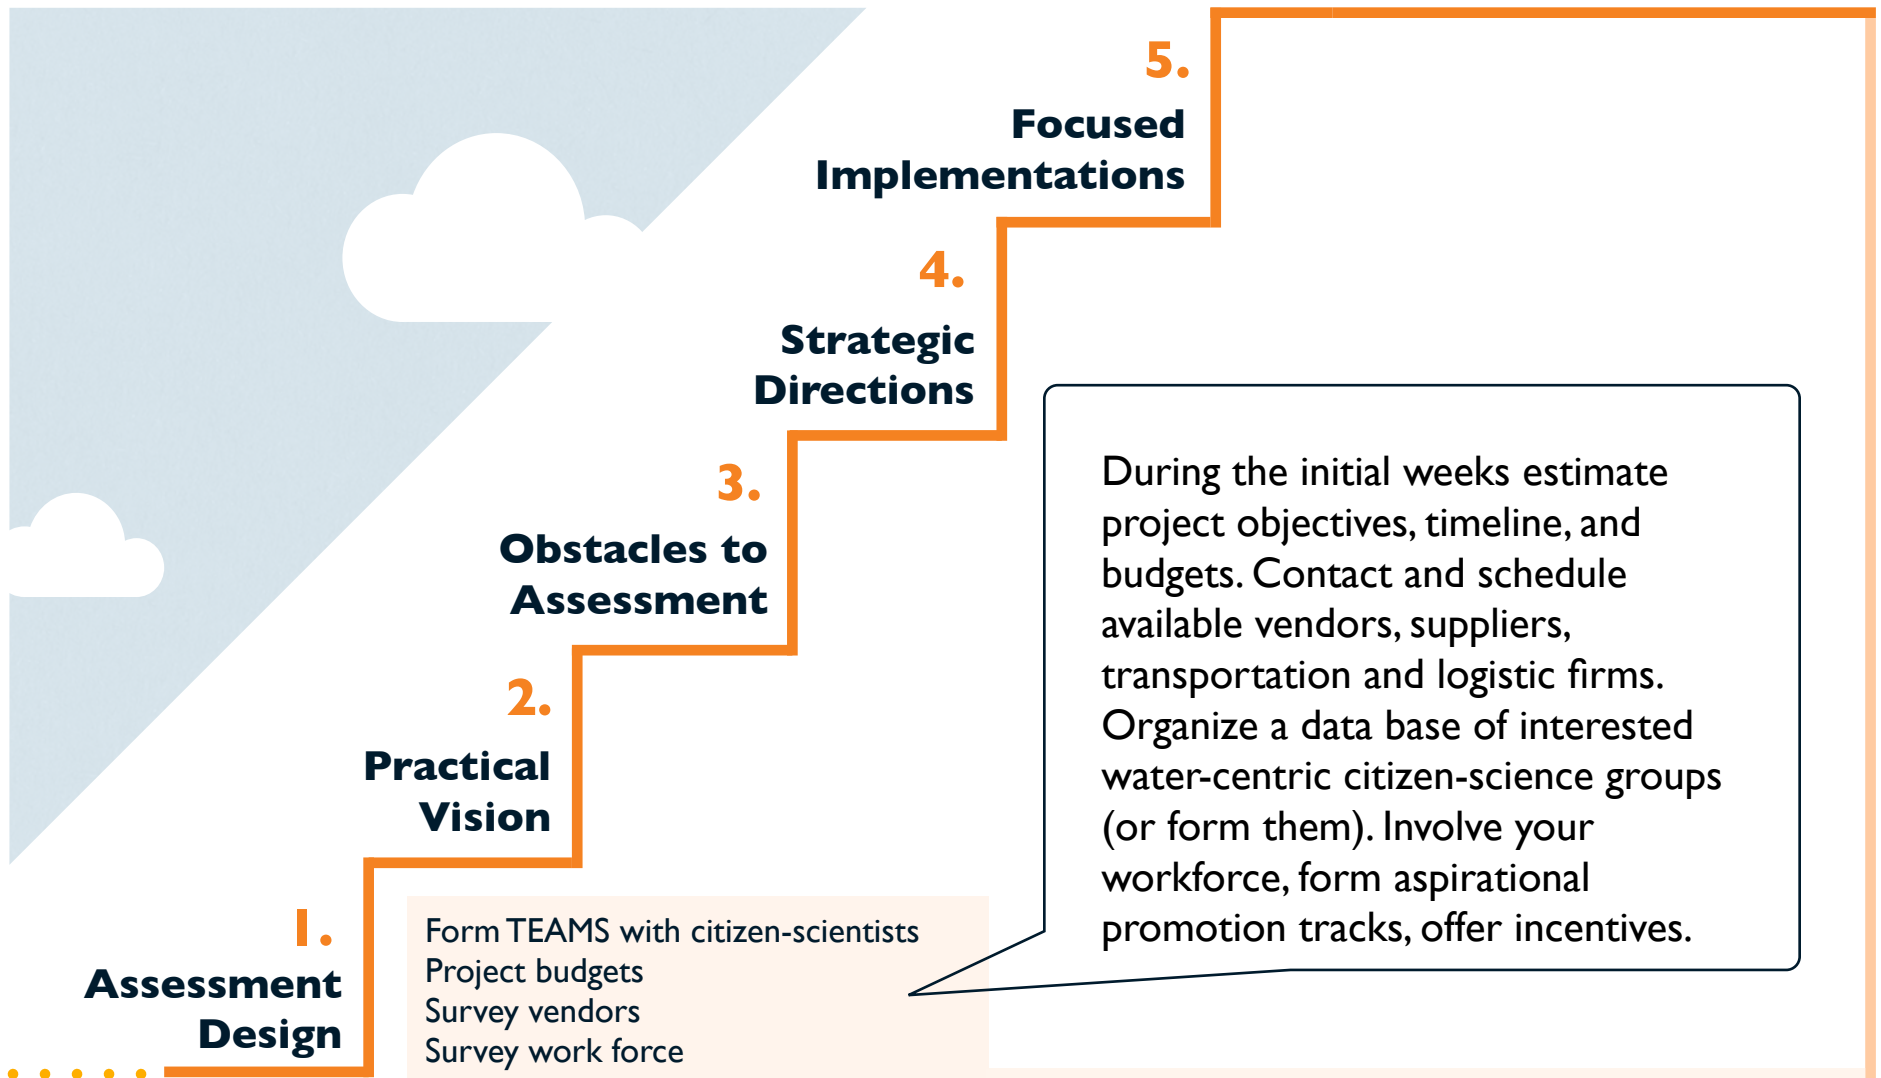 5.
Focused
Implementations
4.
Strategic
Directions
3.
Obstacles to
Assessment
2.
Practical
Vision
1.
Assessment
Design
Form TEAMS with citizen-scientists
Project budgets
Survey vendors
Survey work force
During the initial weeks estimate
project objectives, timeline, and
budgets. Contact and schedule
available vendors, suppliers,
transportation and logistic firms.
Organize a data base of interested
water-centric citizen-science groups
(or form them). Involve your
workforce, form aspirational
promotion tracks, offer incentives.